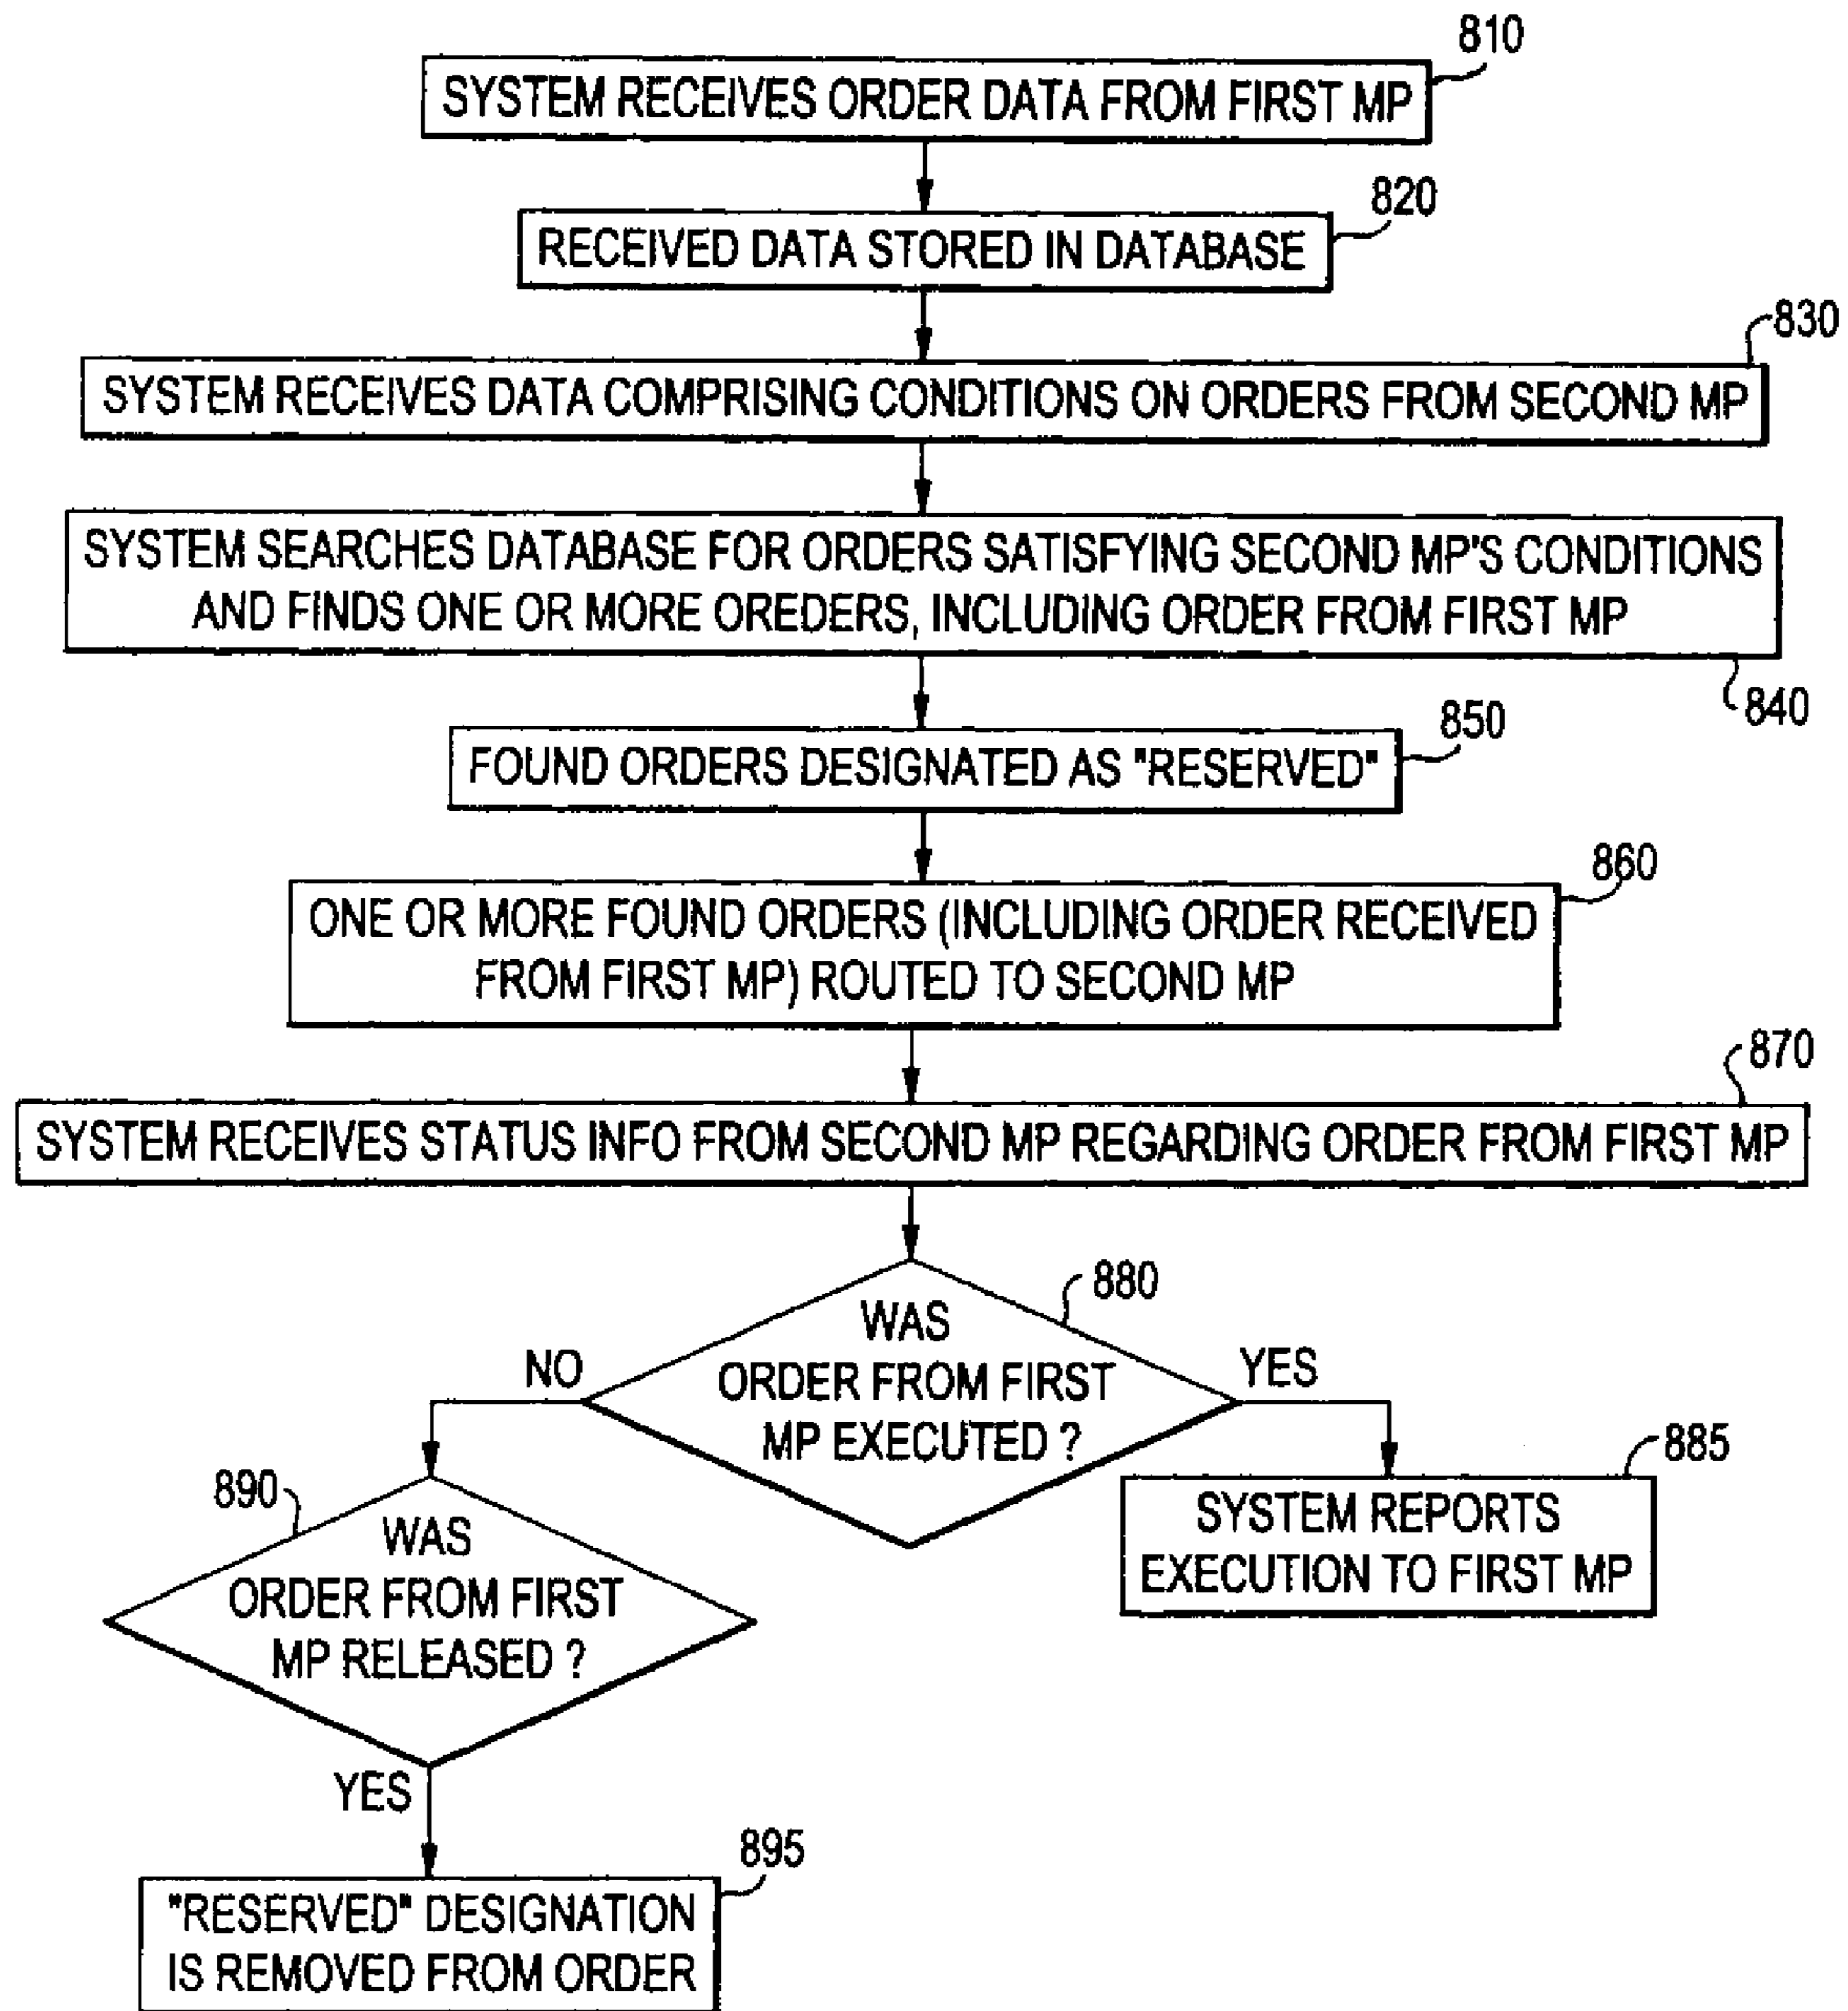 810
SYSTEM RECEIVES ORDER DATA FROM FIRST MP
820
RECEIVED DATA STORED IN DATABASE
830
SYSTEM RECEIVES DATA COMPRISING CONDITIONS ON ORDERS FROM SECOND MP
SYSTEM SEARCHES DATABASE FOR ORDERS SATISFYING SECOND MP'S CONDITIONS
AND FINDS ONE OR MORE OREDERS, INCLUDING ORDER FROM FIRST MP
840
850
FOUND ORDERS DESIGNATED AS "RESERVED"
860
ONE OR MORE FOUND ORDERS (INCLUDING ORDER RECEIVED
FROM FIRST MP) ROUTED TO SECOND MP
870
SYSTEM RECEIVES STATUS INFO FROM SECOND MP REGARDING ORDER FROM FIRST MP
880
WAS
ORDER FROM FIRST
MP EXECUTED ?
NO
YES
885
SYSTEM REPORTS
EXECUTION TO FIRST MP
890
WAS
ORDER FROM FIRST
MP RELEASED ?
YES
895
"RESERVED" DESIGNATION
IS REMOVED FROM ORDER